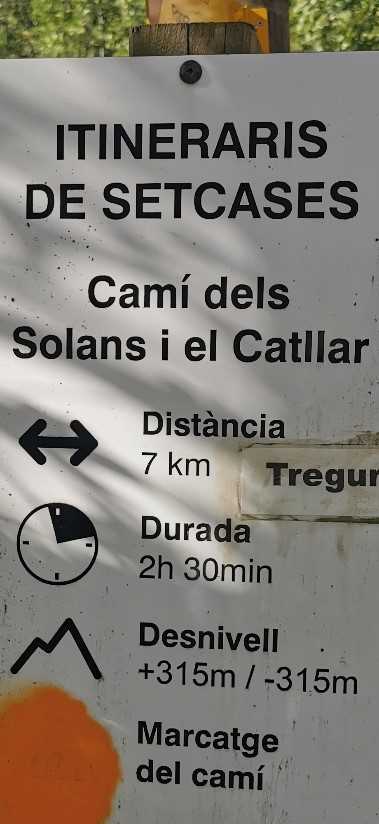 ITINERARIS
DE SETCASES
Camí dels
Solans i el Catllar
Distància
7 km
Durada
2h 30min
Desnivell
+315m / -315m
Marcatge
del camí